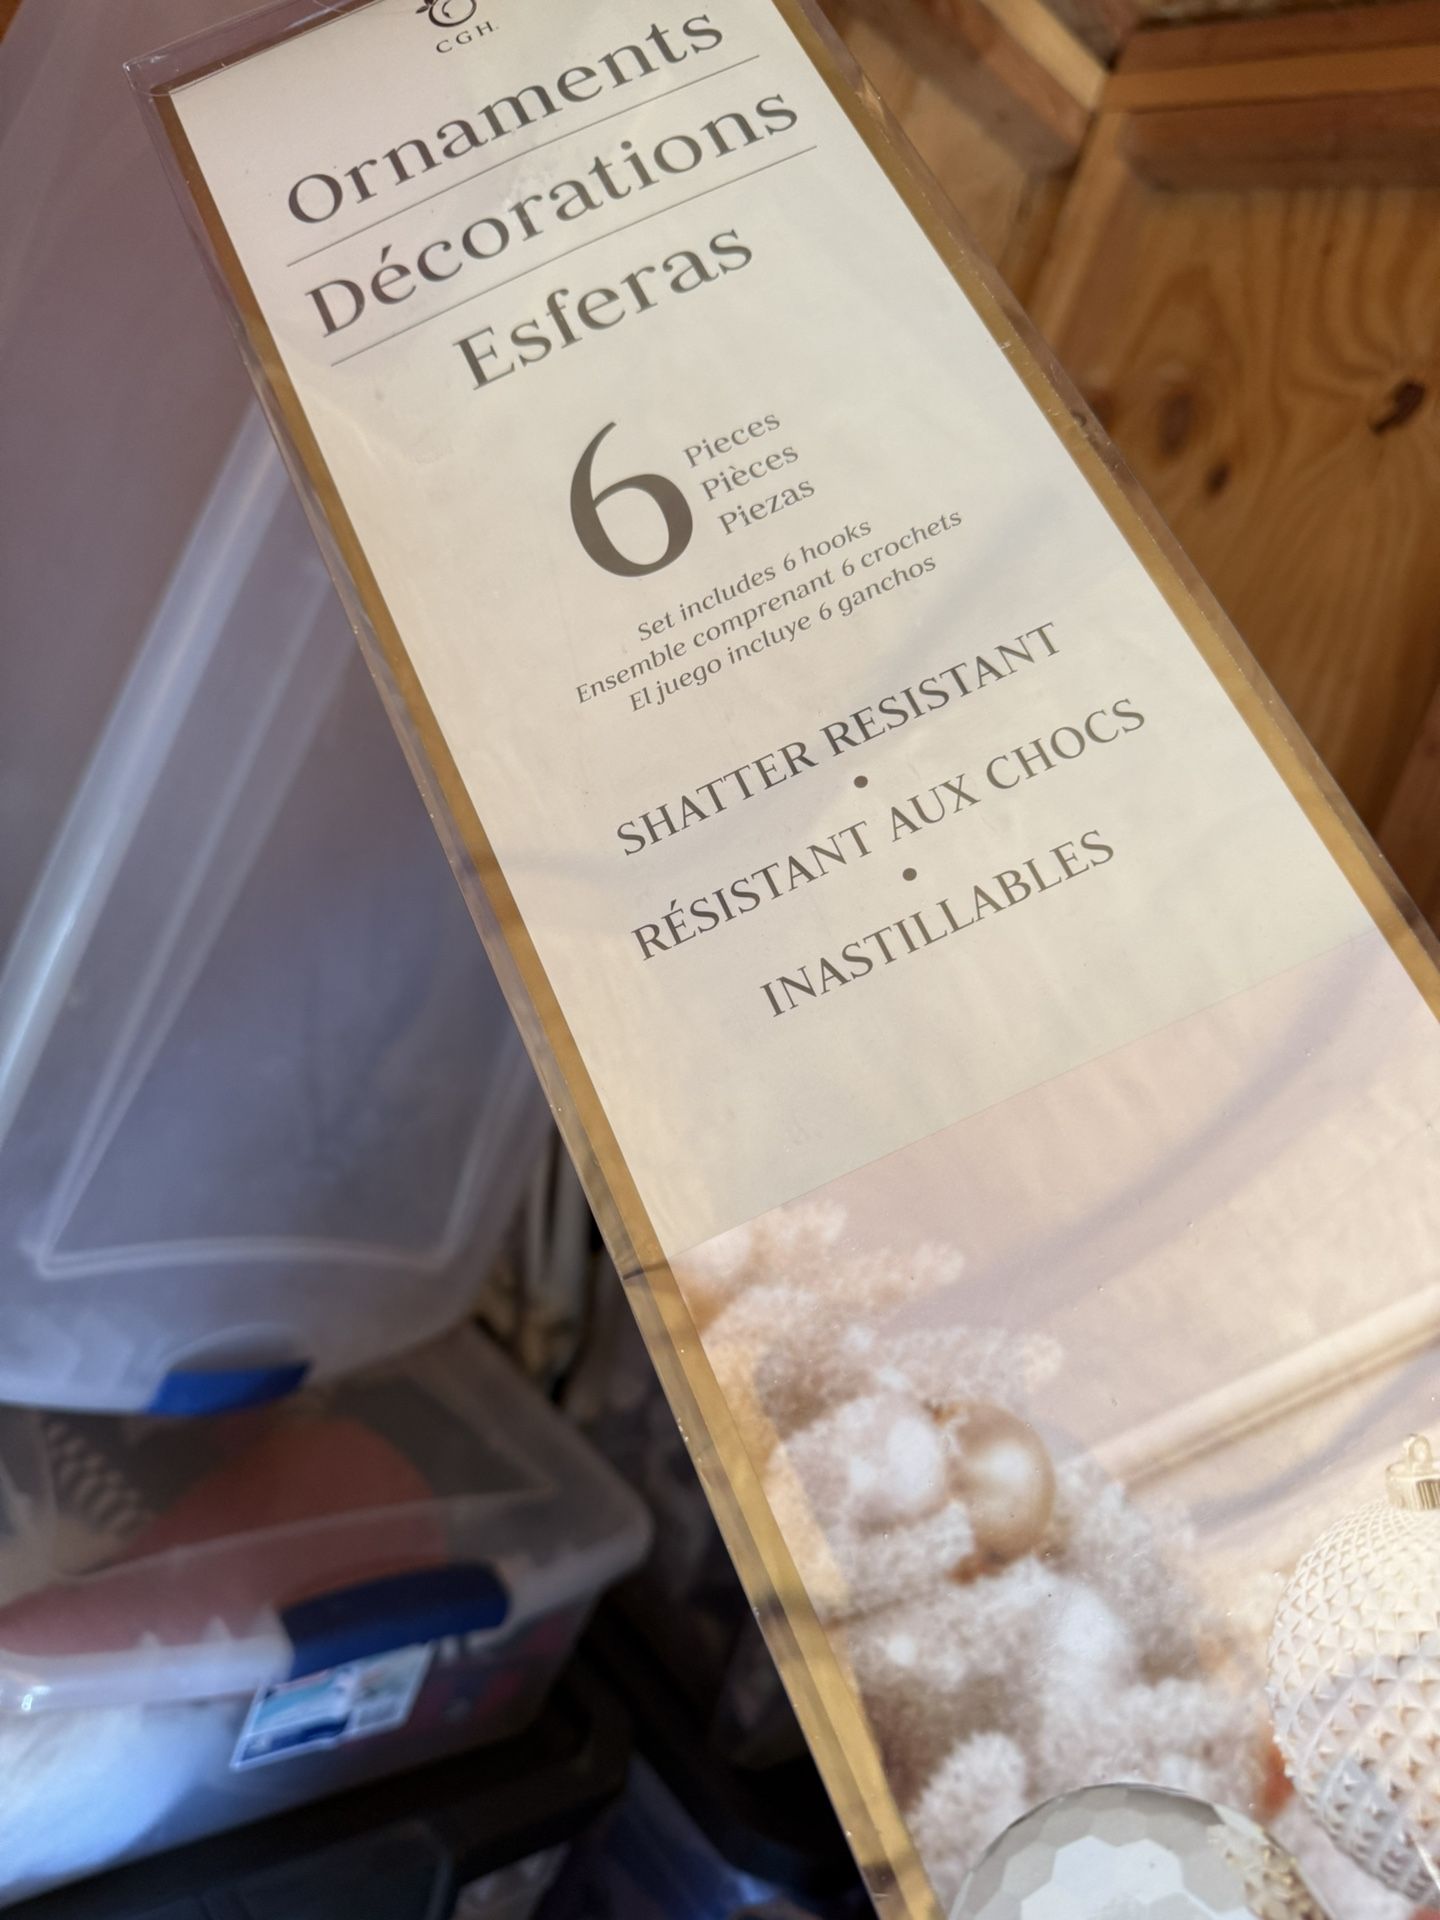 CGH
Ornaments
Décorations
Esferas
6
Pieces
Pièces
Piezas
Set includes 6 hooks
Ensemble comprenant 6 crochets
El juego incluye 6 ganchos
SHATTER RESISTANT
•
RÉSISTANT AUX CHOCS
•
INASTILLABLES